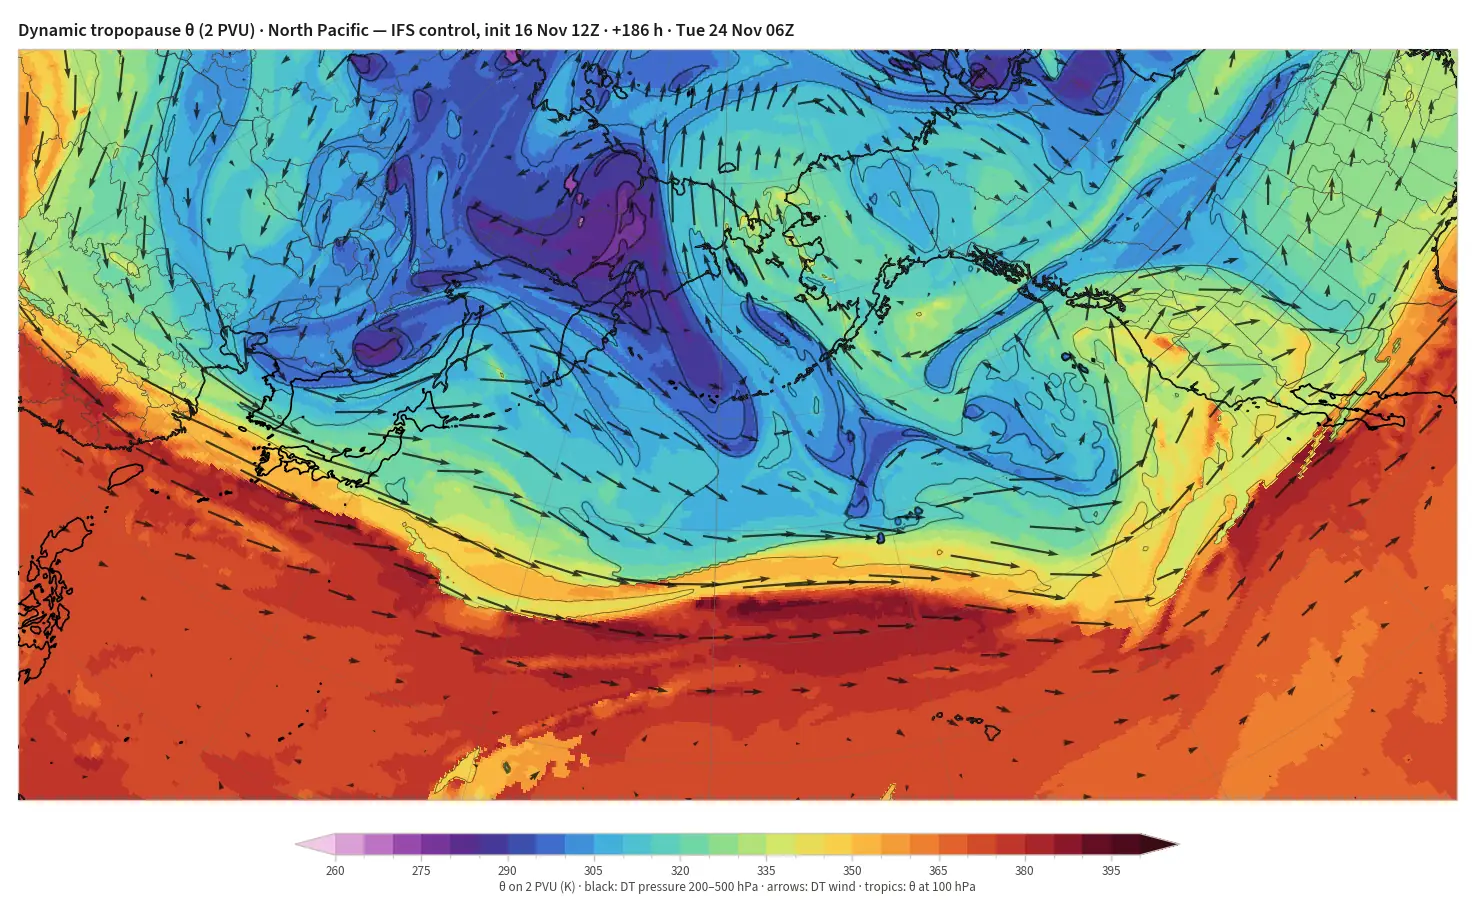 Dynamic tropopause θ (2 PVU) · North Pacific — IFS control, init 16 Nov 12Z · +186 h · Tue 24 Nov 06Z
260 275 290 305 320 335 350 365 380 395
θ on 2 PVU (K) · black: DT pressure 200–500 hPa · arrows: DT wind · tropics: θ at 100 hPa